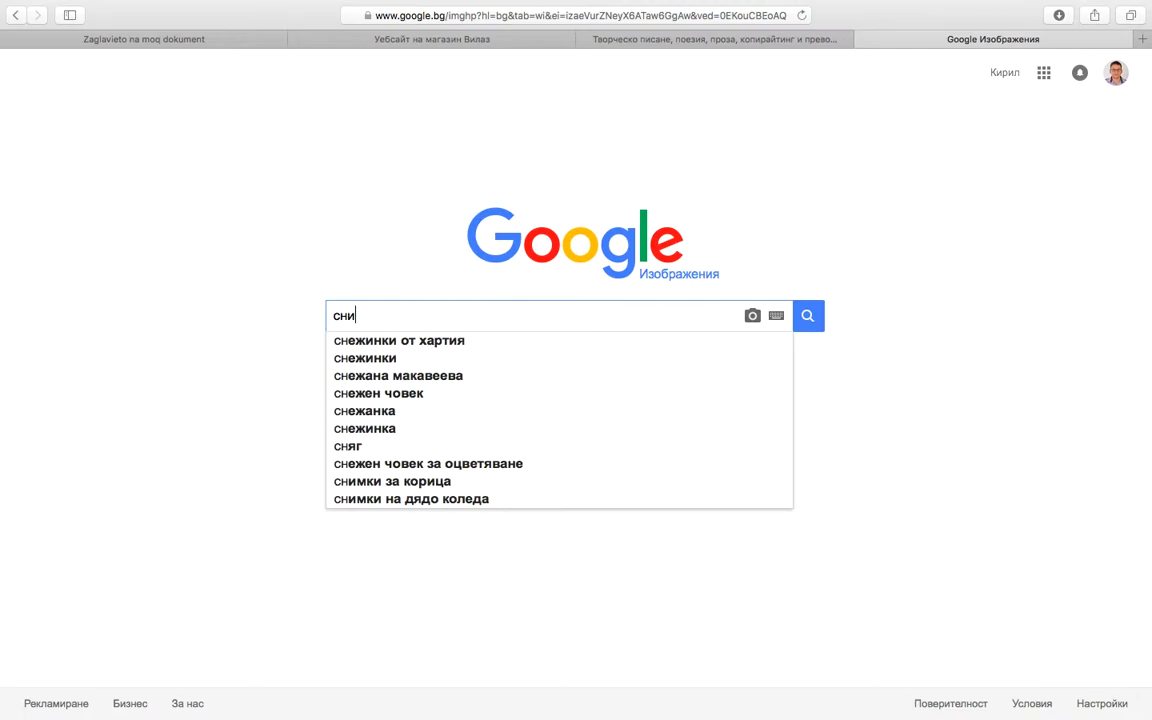 www.google.bg/imghp?hl=bg&tab=wi&ei=izaeVurZNeyX6ATaw6GgAw&ved=0EKouCBEoAQ
Zaglavieto na moq dokument
Уебсайт на магазин Вилаз
Творческо писане, поезия, проза, копирайтинг и прево...
Google Изображения
Кирил
Google
Изображения
сни
снежинки от хартия
снежинки
снежана макавеева
снежен човек
снежанка
снежинка
сняг
снежен човек за оцветяване
снимки за корица
снимки на дядо коледа
Рекламиране
Бизнес
За нас
Поверителност
Условия
Настройки